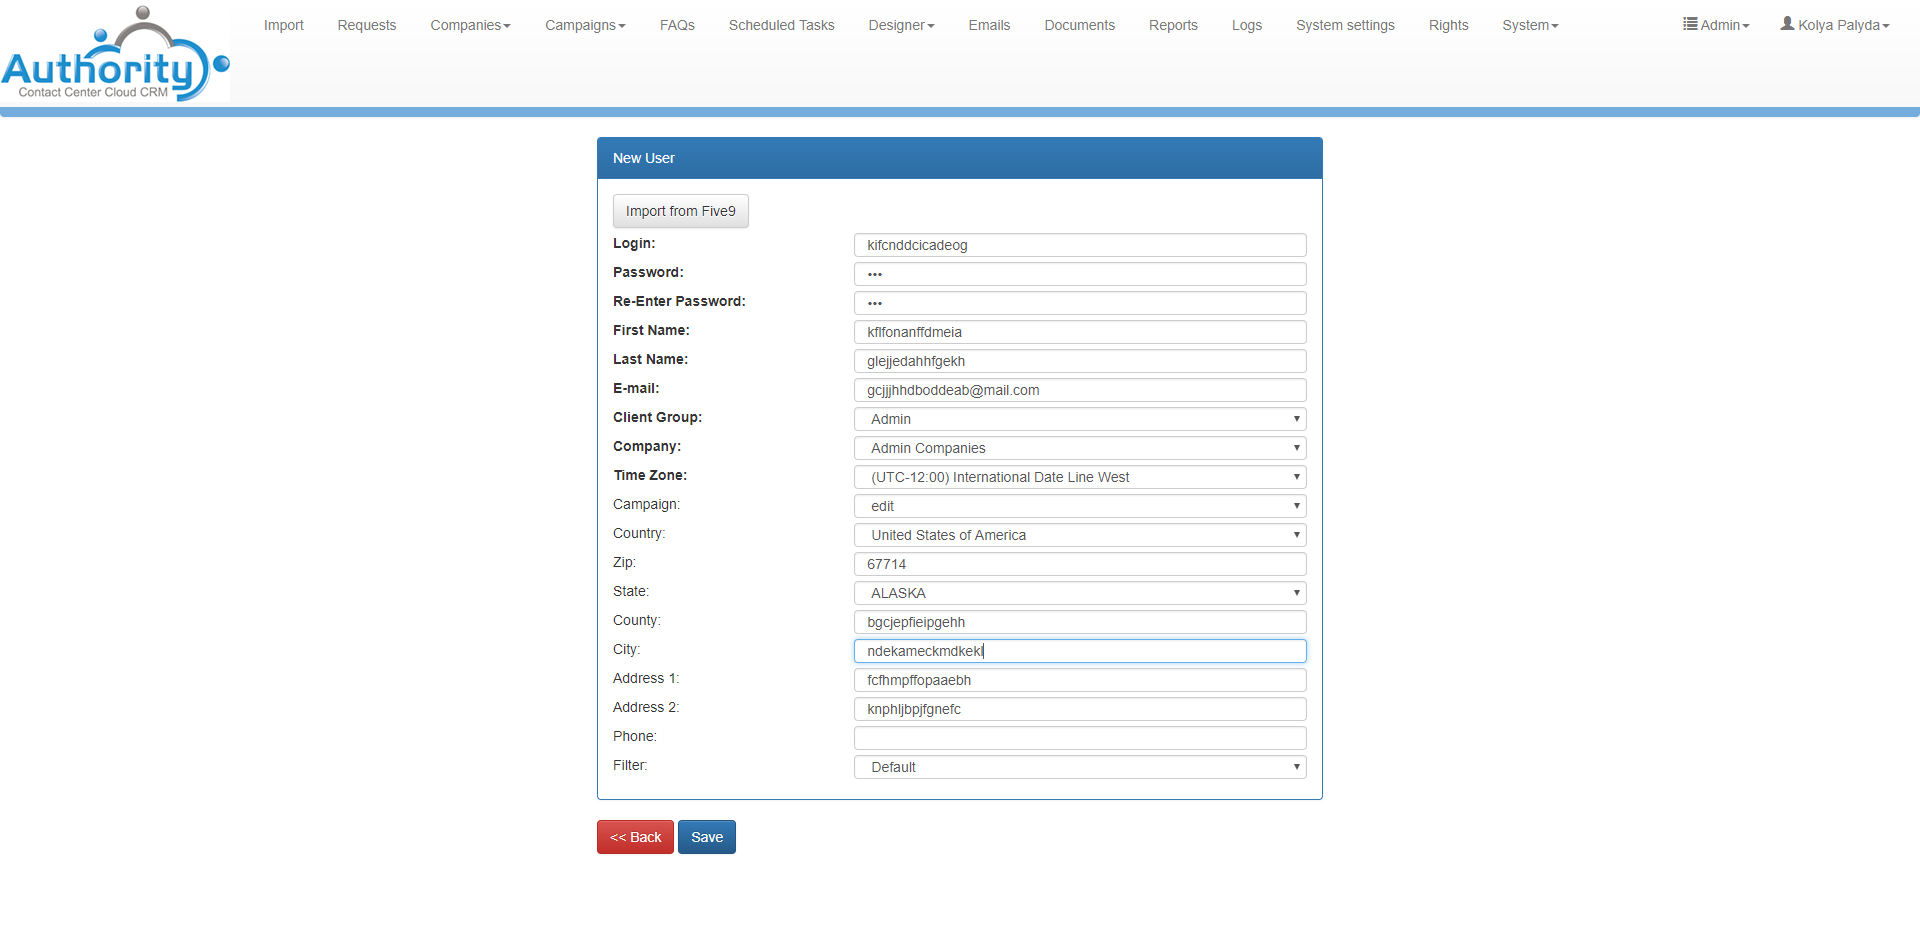 Authority
Contact Center Cloud CRM
Import Requests Companies Campaigns FAQs Scheduled Tasks Designer Emails Documents Reports Logs System settings Rights System Admin Kolya Palyda
New User
Import from Five9
Login: kifcnddcicadeog
Password: •••
Re-Enter Password: •••
First Name: kflfonanffdmeia
Last Name: glejjedahhfgekh
E-mail: gcjjjhhdboddeab@mail.com
Client Group: Admin
Company: Admin Companies
Time Zone: (UTC-12:00) International Date Line West
Campaign: edit
Country: United States of America
Zip: 67714
State: ALASKA
County: bgcjepfieipgehh
City: ndekameckmdkekl
Address 1: fcfhmpffopaaebh
Address 2: knphljbpjfgnefc
Phone:
Filter: Default
<< Back Save